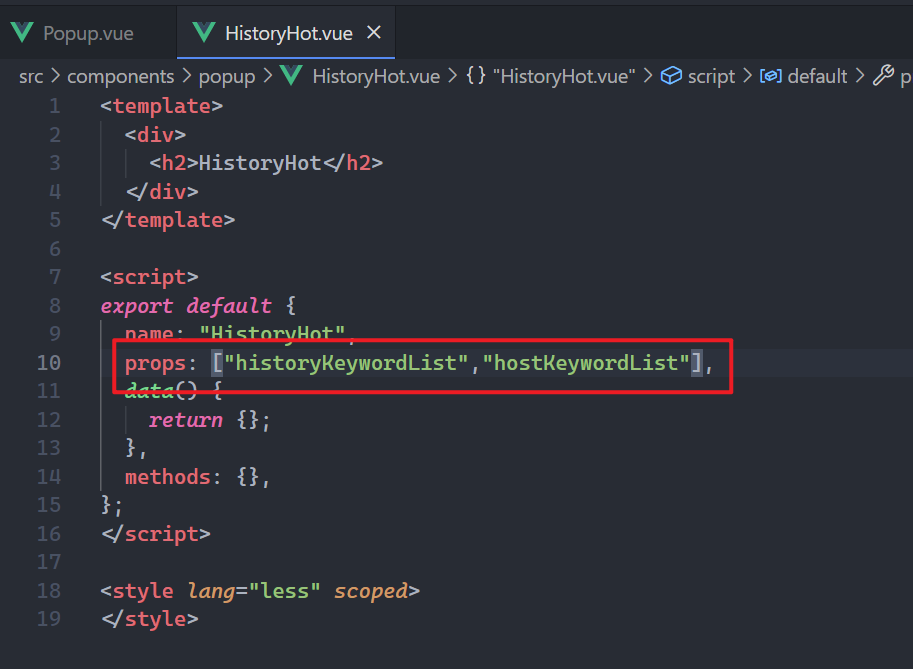 Popup.vue HistoryHot.vue ×
src > components > popup > HistoryHot.vue > {} "HistoryHot.vue" > script > default > p
1 <template>
2 <div>
3 <h2>HistoryHot</h2>
4 </div>
5 </template>
6
7 <script>
8 export default {
9 name: "HistoryHot",
10 props: ["historyKeywordList","hostKeywordList"],
11 data() {
12 return {};
13 },
14 methods: {},
15 };
16 </script>
17
18 <style lang="less" scoped>
19 </style>